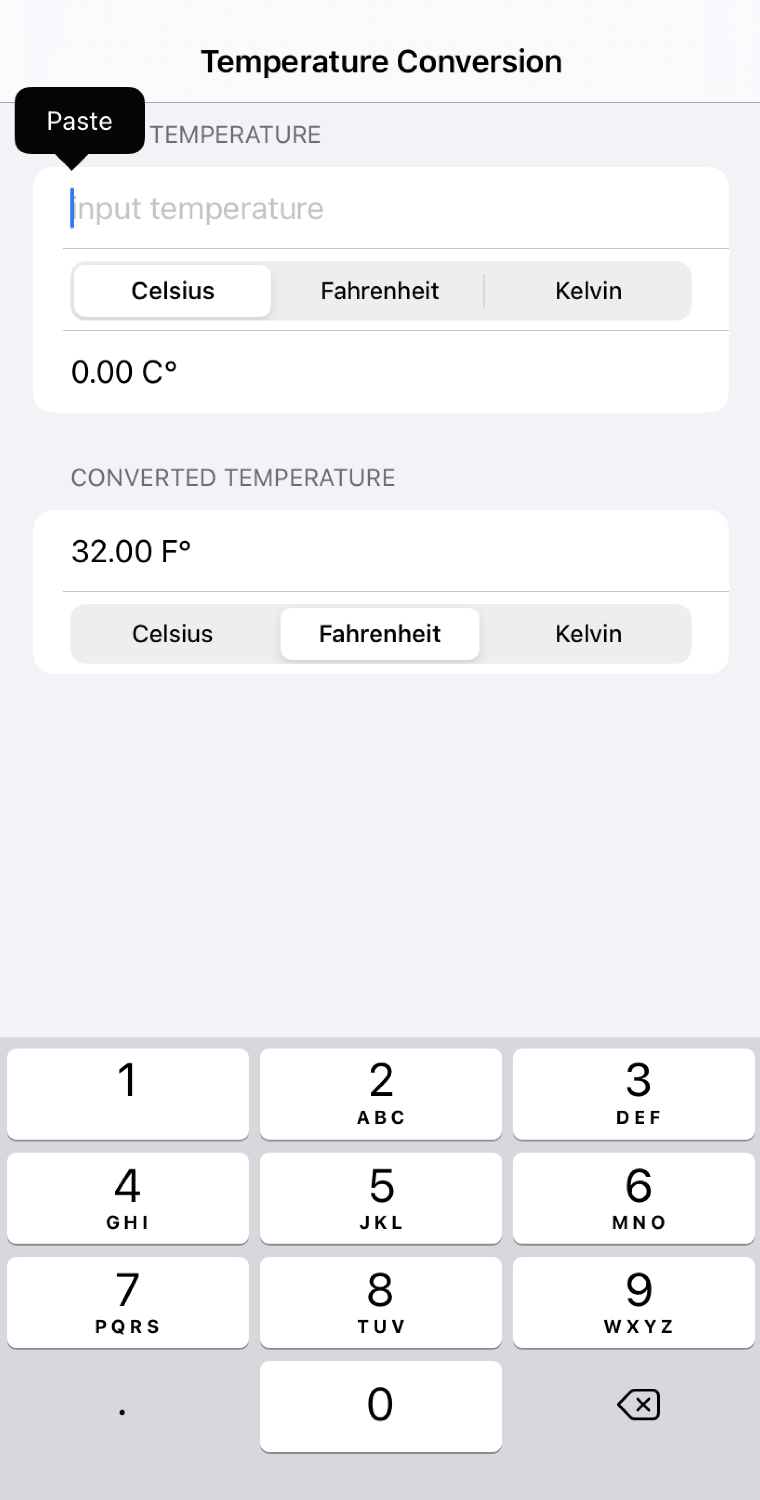 Temperature Conversion
Paste
TEMPERATURE
input temperature
Celsius Fahrenheit Kelvin
0.00 C°
CONVERTED TEMPERATURE
32.00 F°
Celsius Fahrenheit Kelvin
1 2 3
ABC DEF
4 5 6
GHI JKL MNO
7 8 9
PQRS TUV WXYZ
. 0